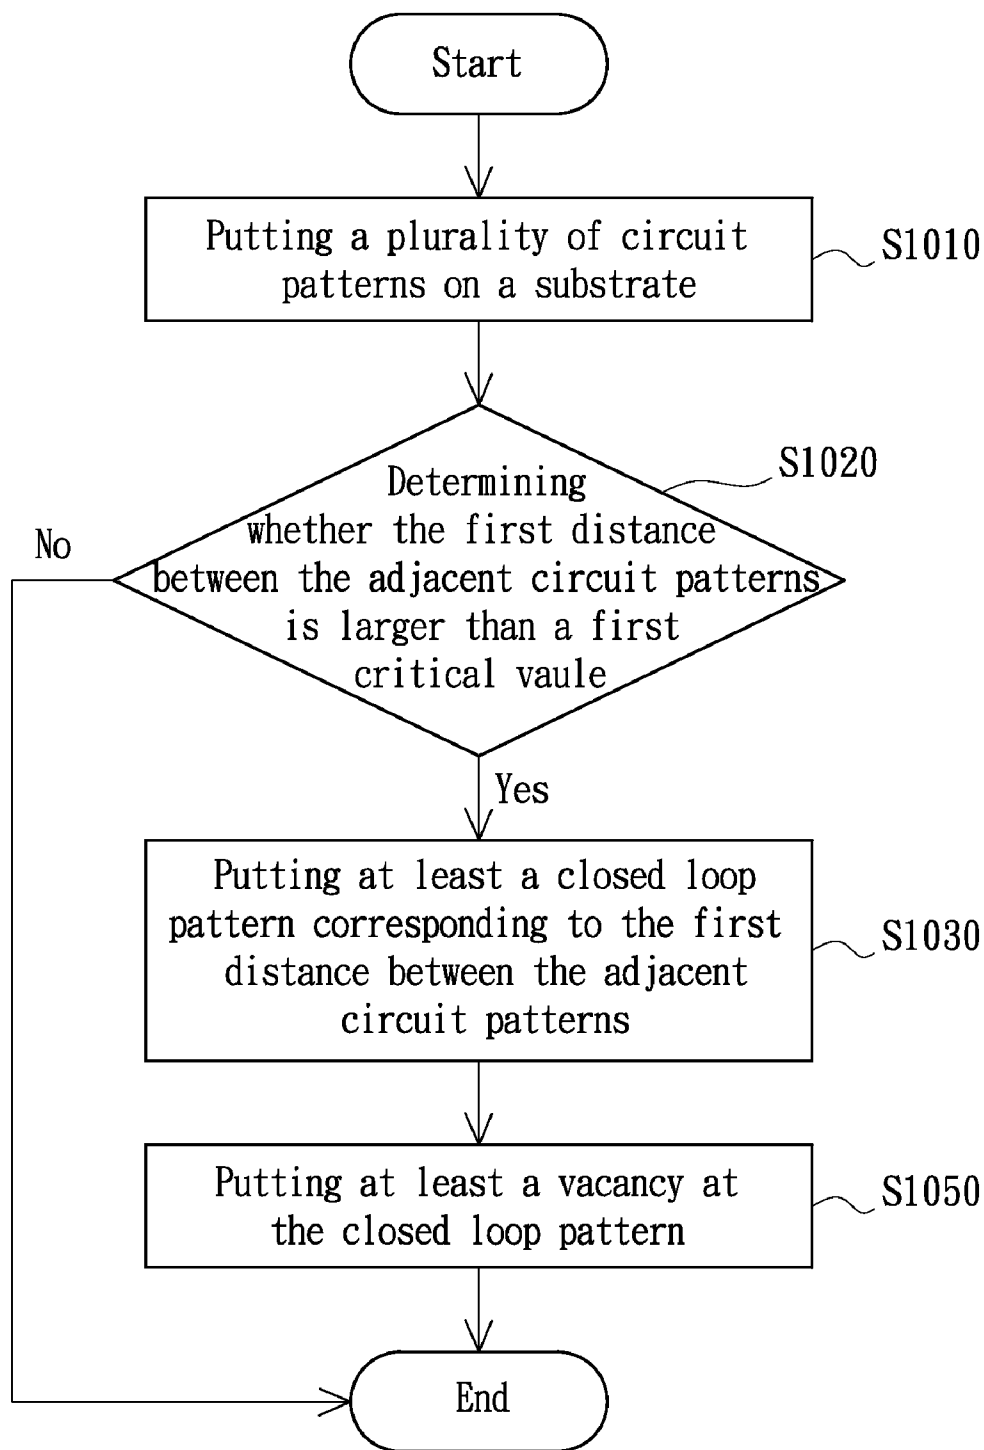 Start
Putting a plurality of circuit
patterns on a substrate
S1010
Determining
whether the first distance
between the adjacent circuit patterns
is larger than a first
critical vaule
S1020
No
Yes
Putting at least a closed loop
pattern corresponding to the first
distance between the adjacent
circuit patterns
S1030
Putting at least a vacancy at
the closed loop pattern
S1050
End